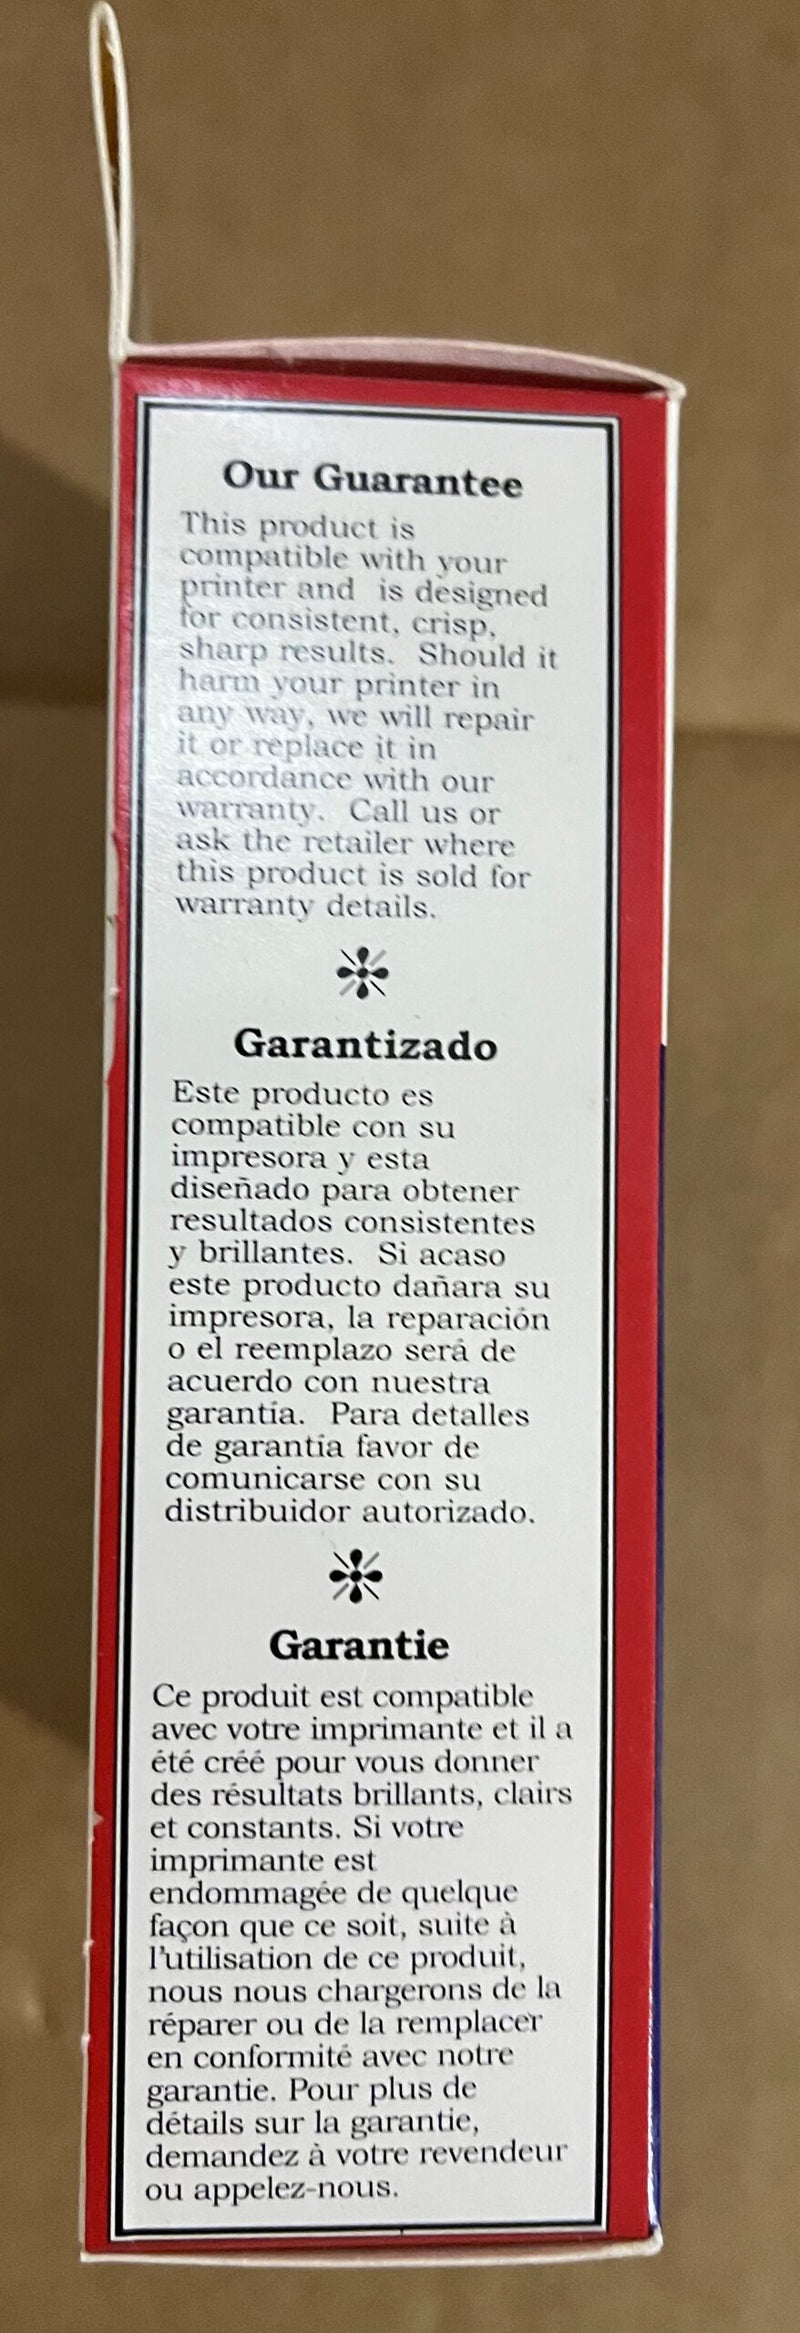 Our Guarantee
This product is
compatible with your
printer and is designed
for consistent, crisp,
sharp results. Should it
harm your printer in
any way, we will repair
it or replace it in
accordance with our
warranty. Call us or
ask the retailer where
this product is sold for
warranty details.
Garantizado
Este producto es
compatible con su
impresora y esta
diseñado para obtener
resultados consistentes
y brillantes. Si acaso
este producto dañara su
impresora, la reparación
o el reemplazo será de
acuerdo con nuestra
garantía. Para detalles
de garantía favor de
comunicarse con su
distribuidor autorizado.
Garantie
Ce produit est compatible
avec votre imprimante et il a
été créé pour vous donner
des résultats brillants, clairs
et constants. Si votre
imprimante est
endommagée de quelque
façon que ce soit, suite à
l'utilisation de ce produit,
nous nous chargerons de la
réparer ou de la remplacer
en conformité avec notre
garantie. Pour plus de
détails sur la garantie,
demandez à votre revendeur
ou appelez-nous.